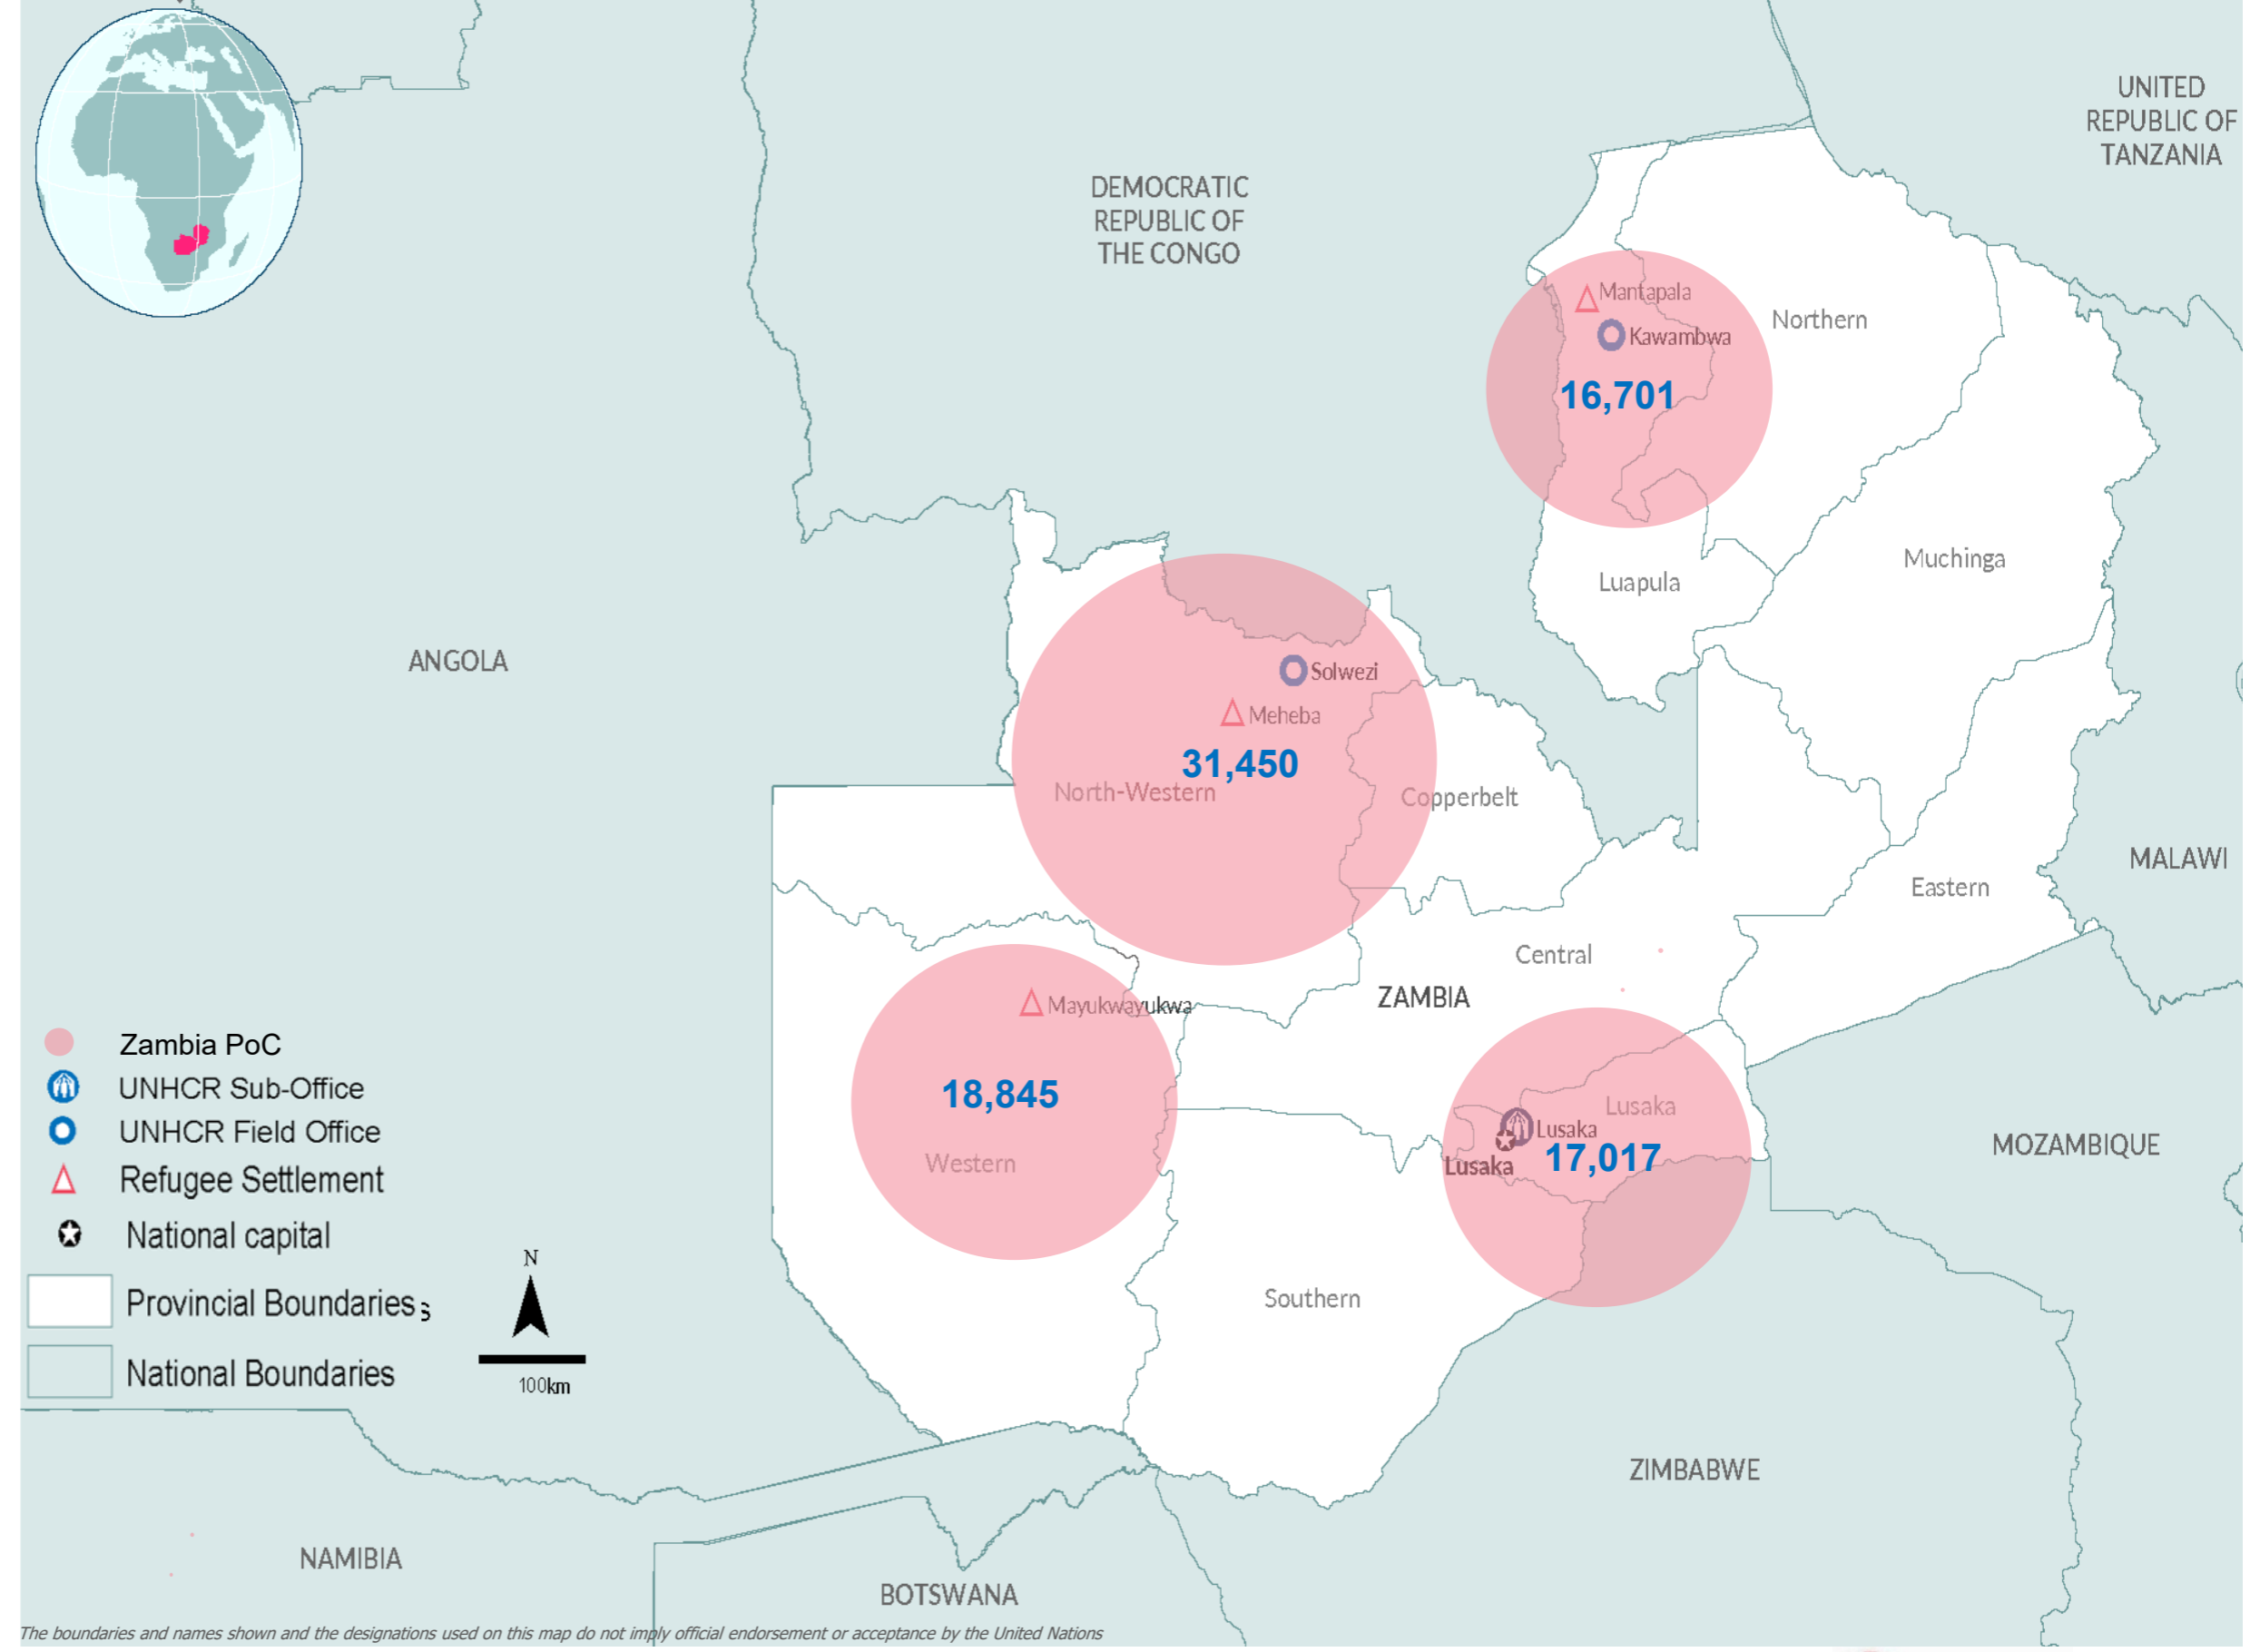 UNITED
REPUBLIC OF
TANZANIA
DEMOCRATIC
REPUBLIC OF
THE CONGO
Mantapala
Northern
Kawambwa
16,701
Muchinga
Luapula
ANGOLA
Solwezi
Meheba
31,450
North-Western
Copperbelt
MALAWI
Eastern
Central
ZAMBIA
Mayukwayukwa
18,845
Western
Lusaka
Lusaka
Lusaka
17,017
MOZAMBIQUE
Southern
ZIMBABWE
NAMIBIA
BOTSWANA
Zambia PoC
UNHCR Sub-Office
UNHCR Field Office
Refugee Settlement
National capital
Provincial Boundaries s
National Boundaries
N
100km
The boundaries and names shown and the designations used on this map do not imply official endorsement or acceptance by the United Nations